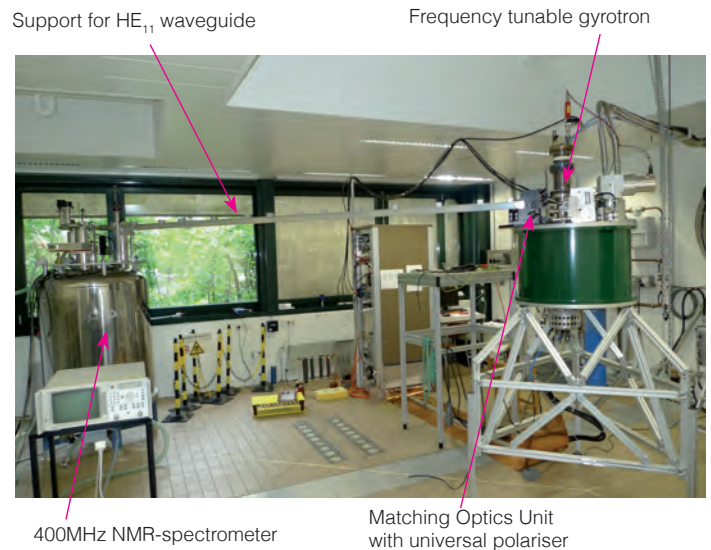 Support for HE₁₁ waveguide
Frequency tunable gyrotron
400MHz NMR-spectrometer
Matching Optics Unit
with universal polariser